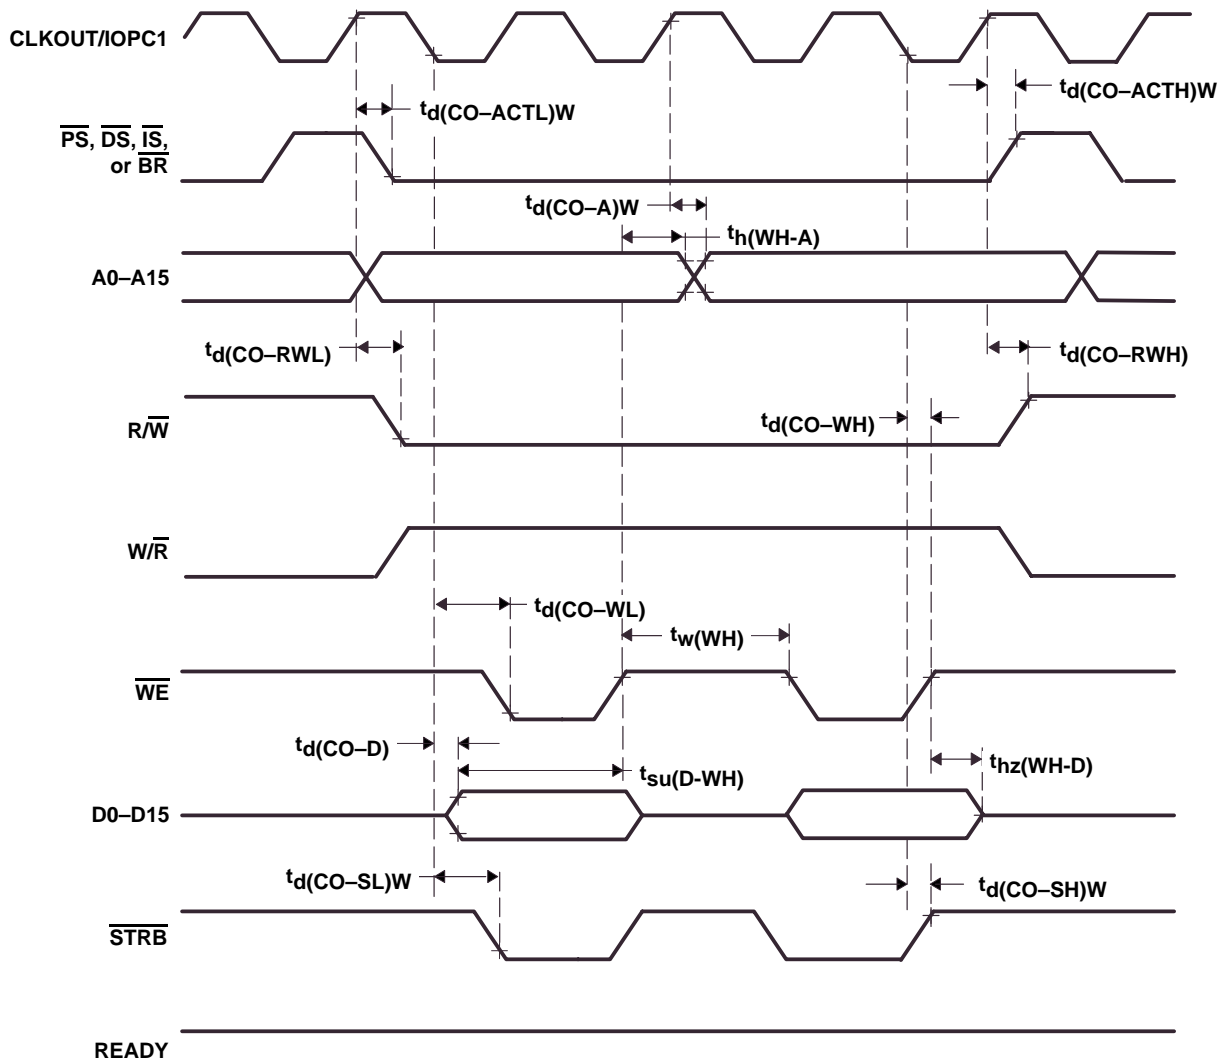 CLKOUT/IOPC1
td(CO–ACTL)W
td(CO–ACTH)W
PS, DS, IS,
or BR
td(CO–A)W
th(WH-A)
A0–A15
td(CO–RWL)
td(CO–RWH)
R/W
td(CO–WH)
W/R
td(CO–WL)
tw(WH)
WE
td(CO–D)
tsu(D-WH)
thz(WH-D)
D0–D15
td(CO–SL)W
td(CO–SH)W
STRB
READY